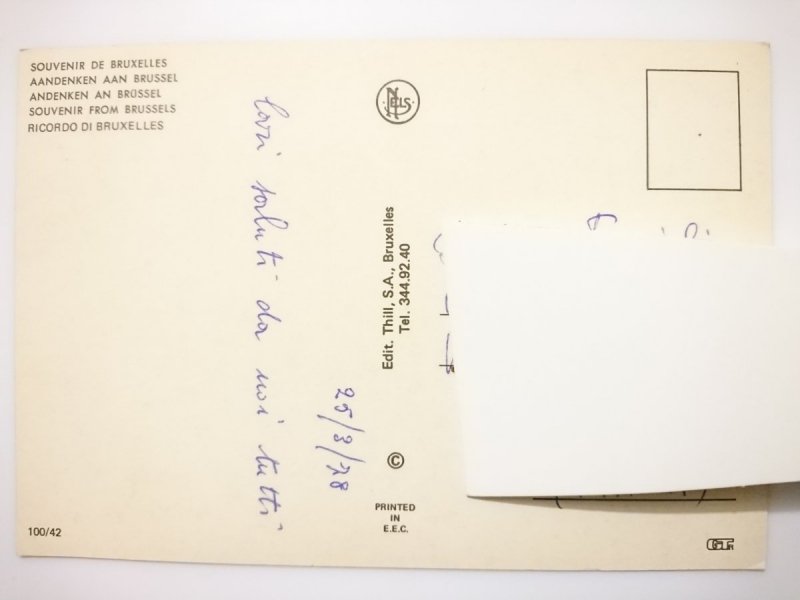 SOUVENIR DE BRUXELLES
AANDENKEN AAN BRUSSEL
ANDENKEN AN BRÜSSEL
SOUVENIR FROM BRUSSELS
RICORDO DI BRUXELLES
Cari saluti da noi tutti
25/3/78
NELS
Edit. Thill, S.A., Bruxelles
Tel. 344.92.40
©
PRINTED
IN
E.E.C.
100/42